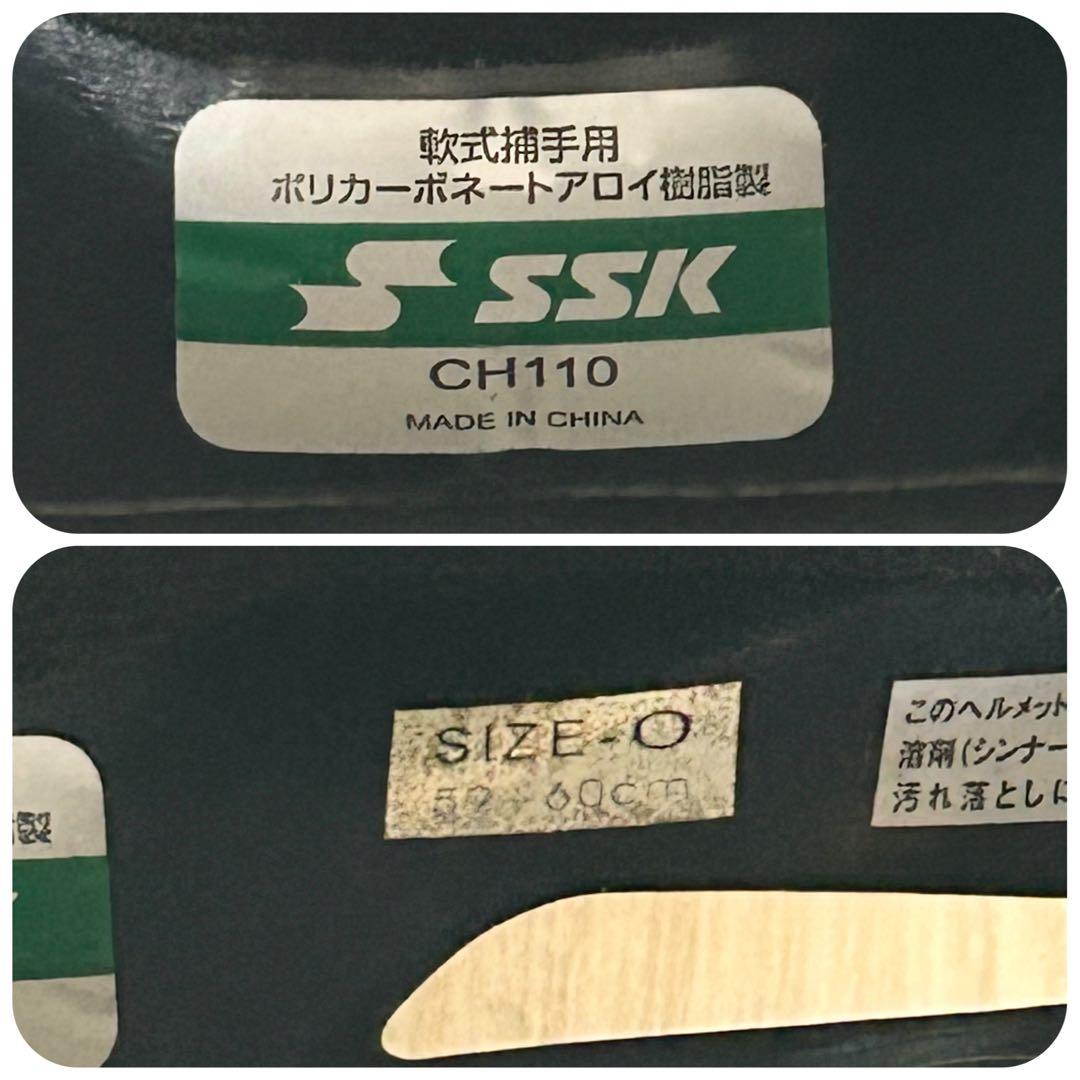 軟式捕手用
ポリカーボネートアロイ樹脂製
SSK
CH110
MADE IN CHINA
製
SIZE-O
60cm
このヘルメット
溶剤(シンナー
汚れ落としに